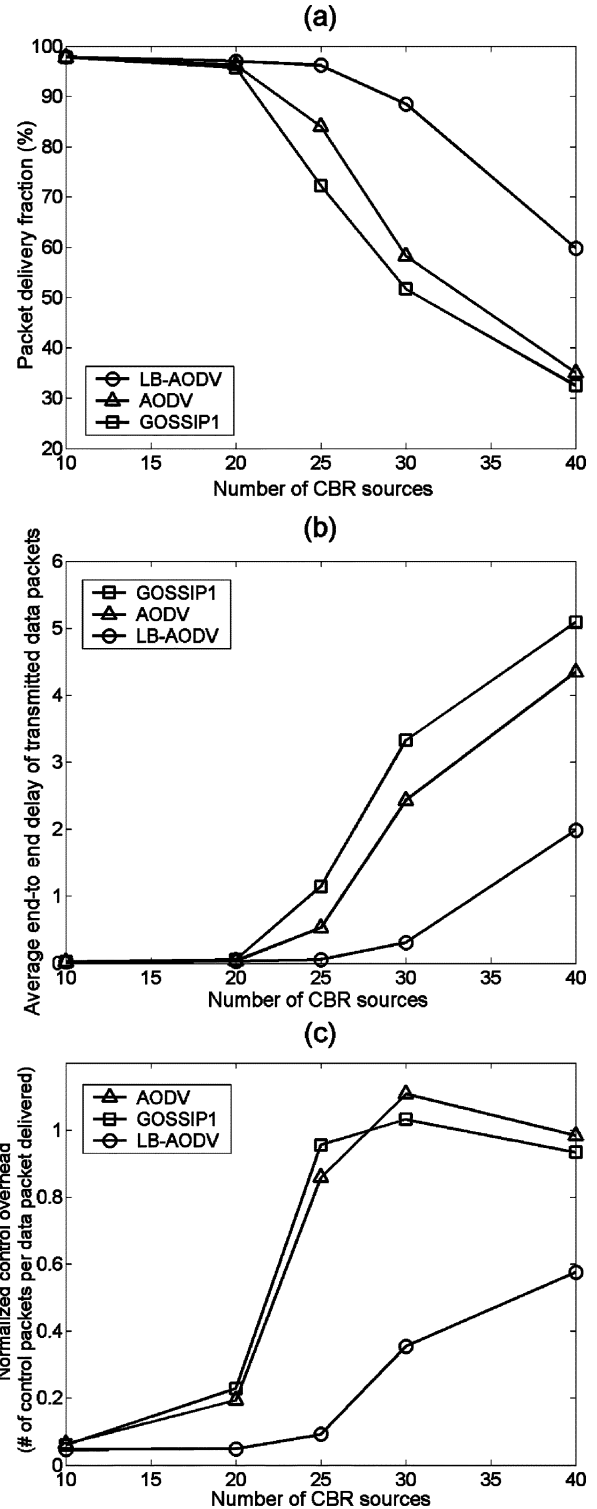 (a)
Packet delivery fraction (%)
100
90
80
70
60
50
40
30
20
LB-AODV
AODV
GOSSIP1
10 15 20 25 30 35 40
Number of CBR sources
(b)
Average end-to end delay of transmitted data packets
6
5
4
3
2
1
0
GOSSIP1
AODV
LB-AODV
10 15 20 25 30 35 40
Number of CBR sources
(c)
Normalized control overhead
(# of control packets per data packet delivered)
1
0.8
0.6
0.4
0.2
0
AODV
GOSSIP1
LB-AODV
10 15 20 25 30 35 40
Number of CBR sources